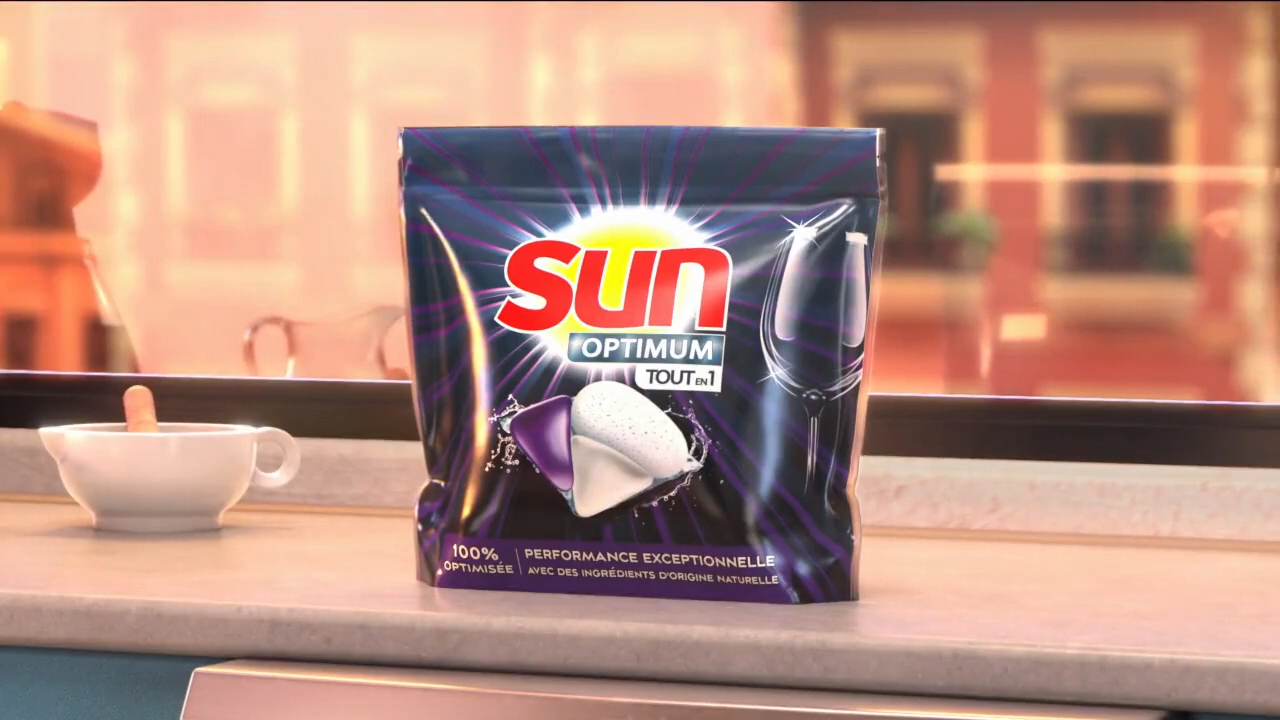 sun
OPTIMUM
TOUT EN 1
100%
OPTIMISÉE
PERFORMANCE EXCEPTIONNELLE
AVEC DES INGRÉDIENTS D'ORIGINE NATURELLE